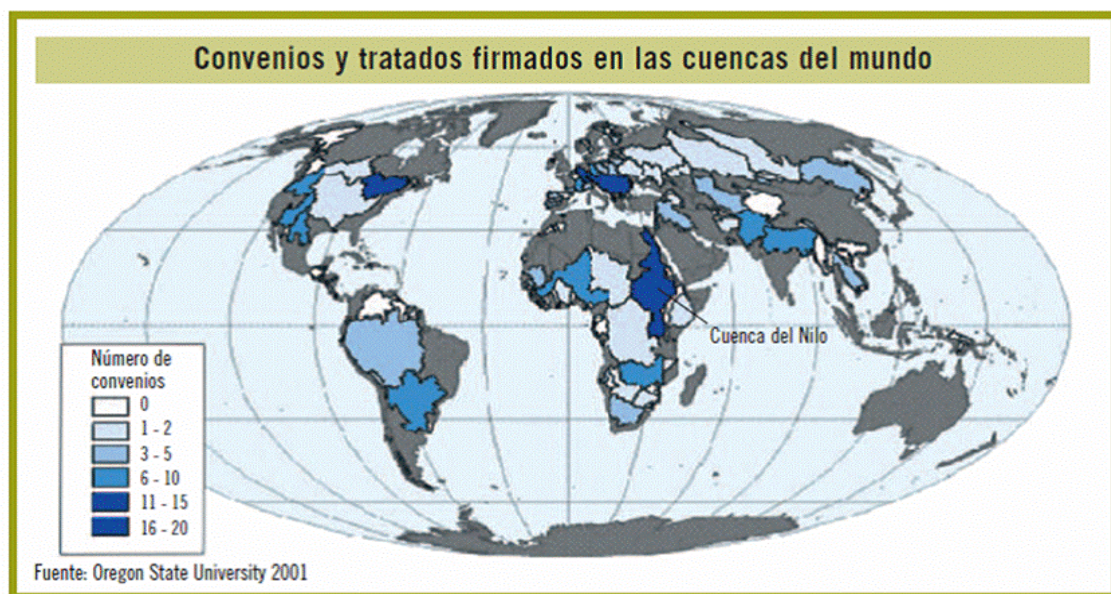 Convenios y tratados firmados en las cuencas del mundo
Cuenca del Nilo
Número de
convenios
0
1 - 2
3 - 5
6 - 10
11 - 15
16 - 20
Fuente: Oregon State University 2001